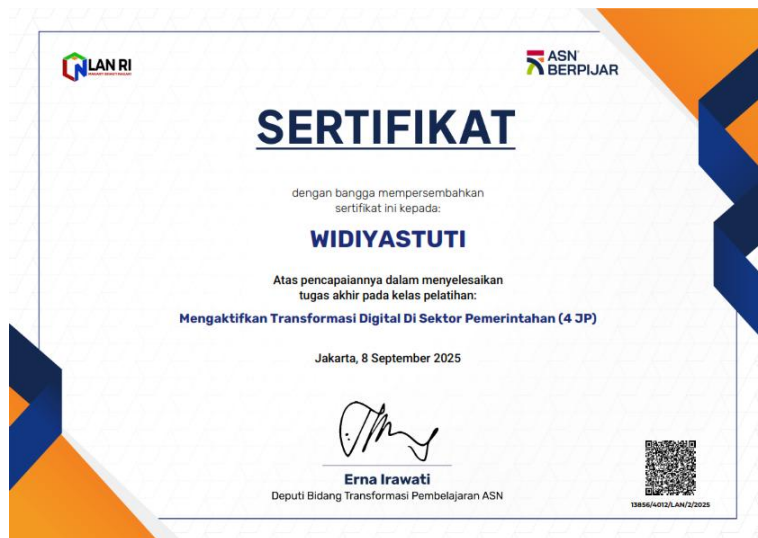 LAN RI
ASN
BERPIJAR
SERTIFIKAT
dengan bangga mempersembahkan
sertifikat ini kepada:
WIDIYASTUTI
Atas pencapaiannya dalam menyelesaikan
tugas akhir pada kelas pelatihan:
Mengaktifkan Transformasi Digital Di Sektor Pemerintahan (4 JP)
Jakarta, 8 September 2025
Erna Irawati
Deputi Bidang Transformasi Pembelajaran ASN
13856/4012/LAN/2/2025